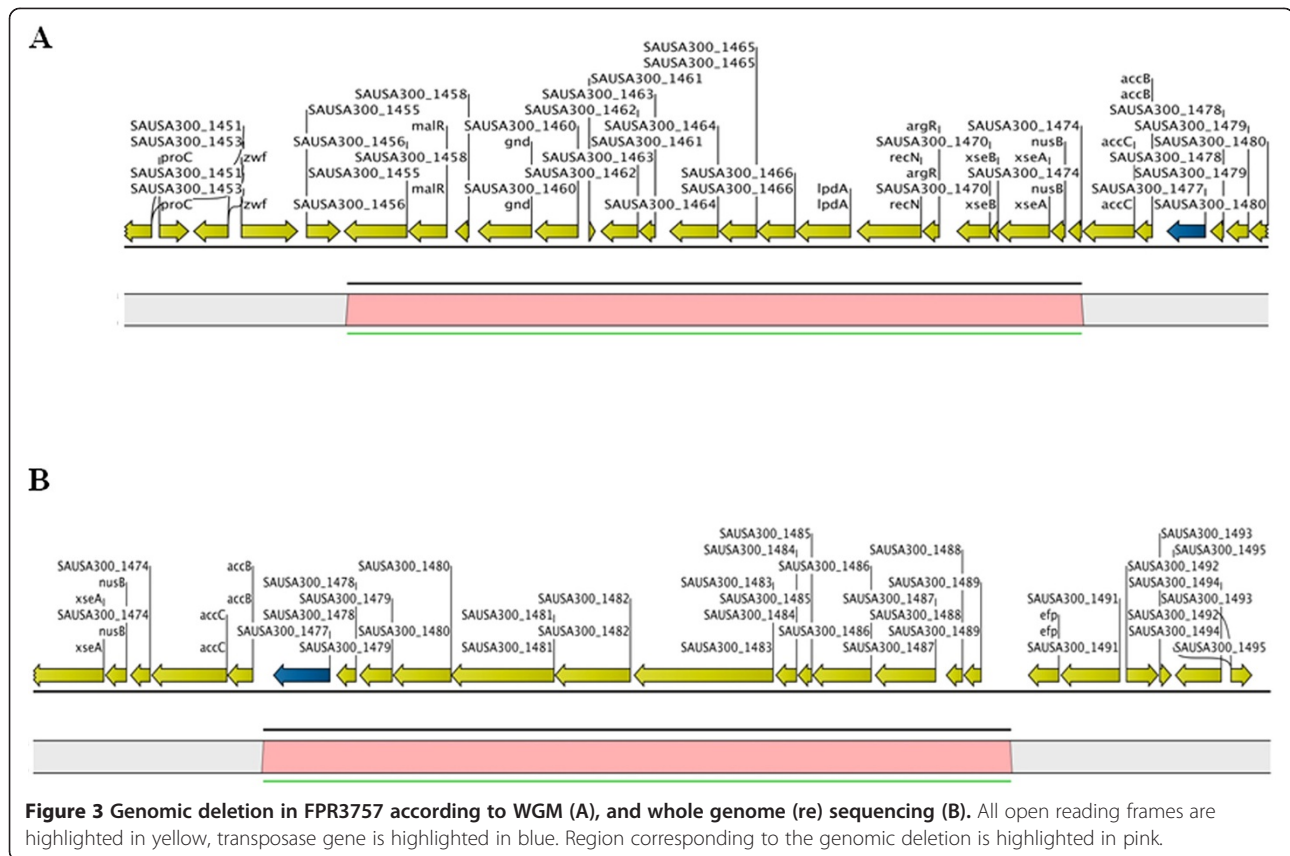 A
SAUSA300_1465
SAUSA300_1465
SAUSA300_1461
accB
accB
SAUSA300_1458
SAUSA300_1463
SAUSA300_1455
SAUSA300_1462
SAUSA300_1478
SAUSA300_1451
malR
SAUSA300_1460
SAUSA300_1464
argR
SAUSA300_1474
SAUSA300_1479
SAUSA300_1453
SAUSA300_1456
gnd
SAUSA300_1461
SAUSA300_1470
nusB
accC
SAUSA300_1480
proC
zwf
SAUSA300_1458
SAUSA300_1463
recN
xseB
xseA
SAUSA300_1478
SAUSA300_1451
SAUSA300_1455
SAUSA300_1462
SAUSA300_1466
argR
SAUSA300_1474
SAUSA300_1479
SAUSA300_1453
malR
SAUSA300_1460
SAUSA300_1466
lpdA
SAUSA300_1470
nusB
SAUSA300_1477
proC
zwf
SAUSA300_1456
gnd
SAUSA300_1464
lpdA
recN
xseB
xseA
accC
SAUSA300_1480
B
SAUSA300_1485
SAUSA300_1493
SAUSA300_1484
SAUSA300_1488
SAUSA300_1495
SAUSA300_1474
accB
SAUSA300_1480
SAUSA300_1486
SAUSA300_1492
nusB
SAUSA300_1478
SAUSA300_1483
SAUSA300_1489
SAUSA300_1494
xseA
accB
SAUSA300_1479
SAUSA300_1482
SAUSA300_1485
SAUSA300_1487
SAUSA300_1491
SAUSA300_1493
SAUSA300_1474
accC
SAUSA300_1478
SAUSA300_1481
SAUSA300_1484
SAUSA300_1488
efp
SAUSA300_1492
nusB
SAUSA300_1477
SAUSA300_1480
SAUSA300_1482
SAUSA300_1486
SAUSA300_1489
efp
SAUSA300_1494
xseA
accC
SAUSA300_1479
SAUSA300_1481
SAUSA300_1483
SAUSA300_1487
SAUSA300_1491
SAUSA300_1495
Figure 3 Genomic deletion in FPR3757 according to WGM (A), and whole genome (re) sequencing (B). All open reading frames are
highlighted in yellow, transposase gene is highlighted in blue. Region corresponding to the genomic deletion is highlighted in pink.